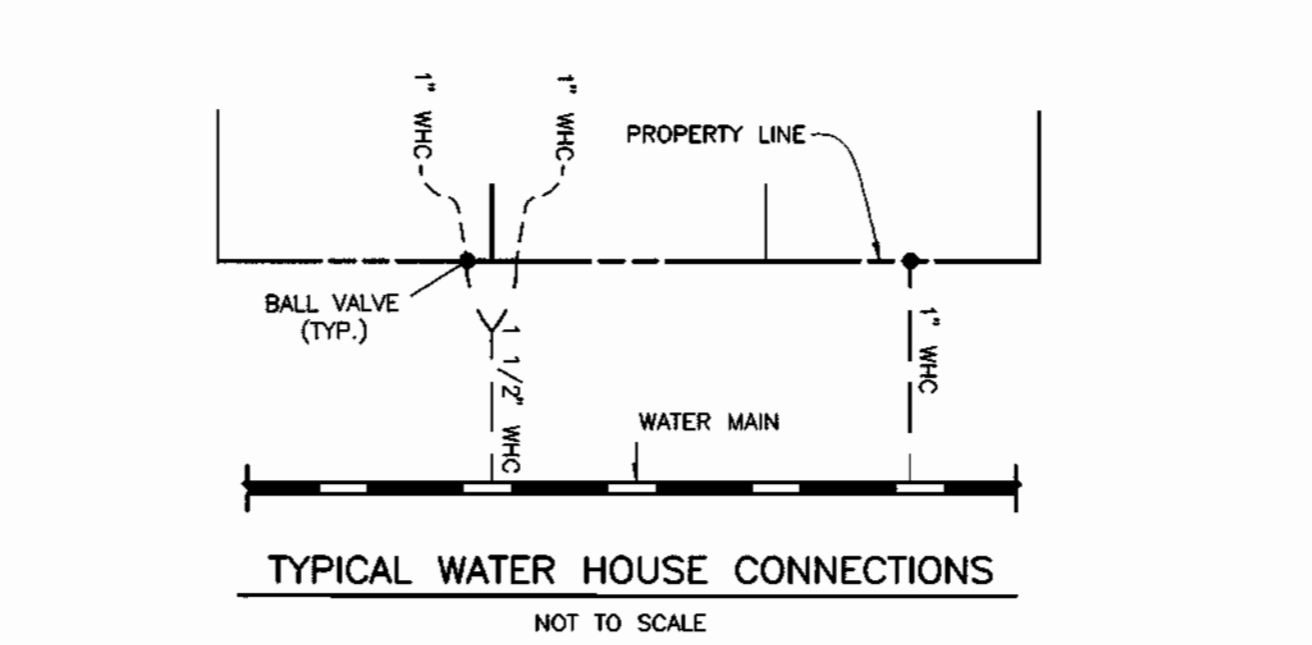 1" WHC
1" WHC
PROPERTY LINE
BALL VALVE
(TYP.)
1 1/2" WHC
1" WHC
WATER MAIN
TYPICAL WATER HOUSE CONNECTIONS
NOT TO SCALE